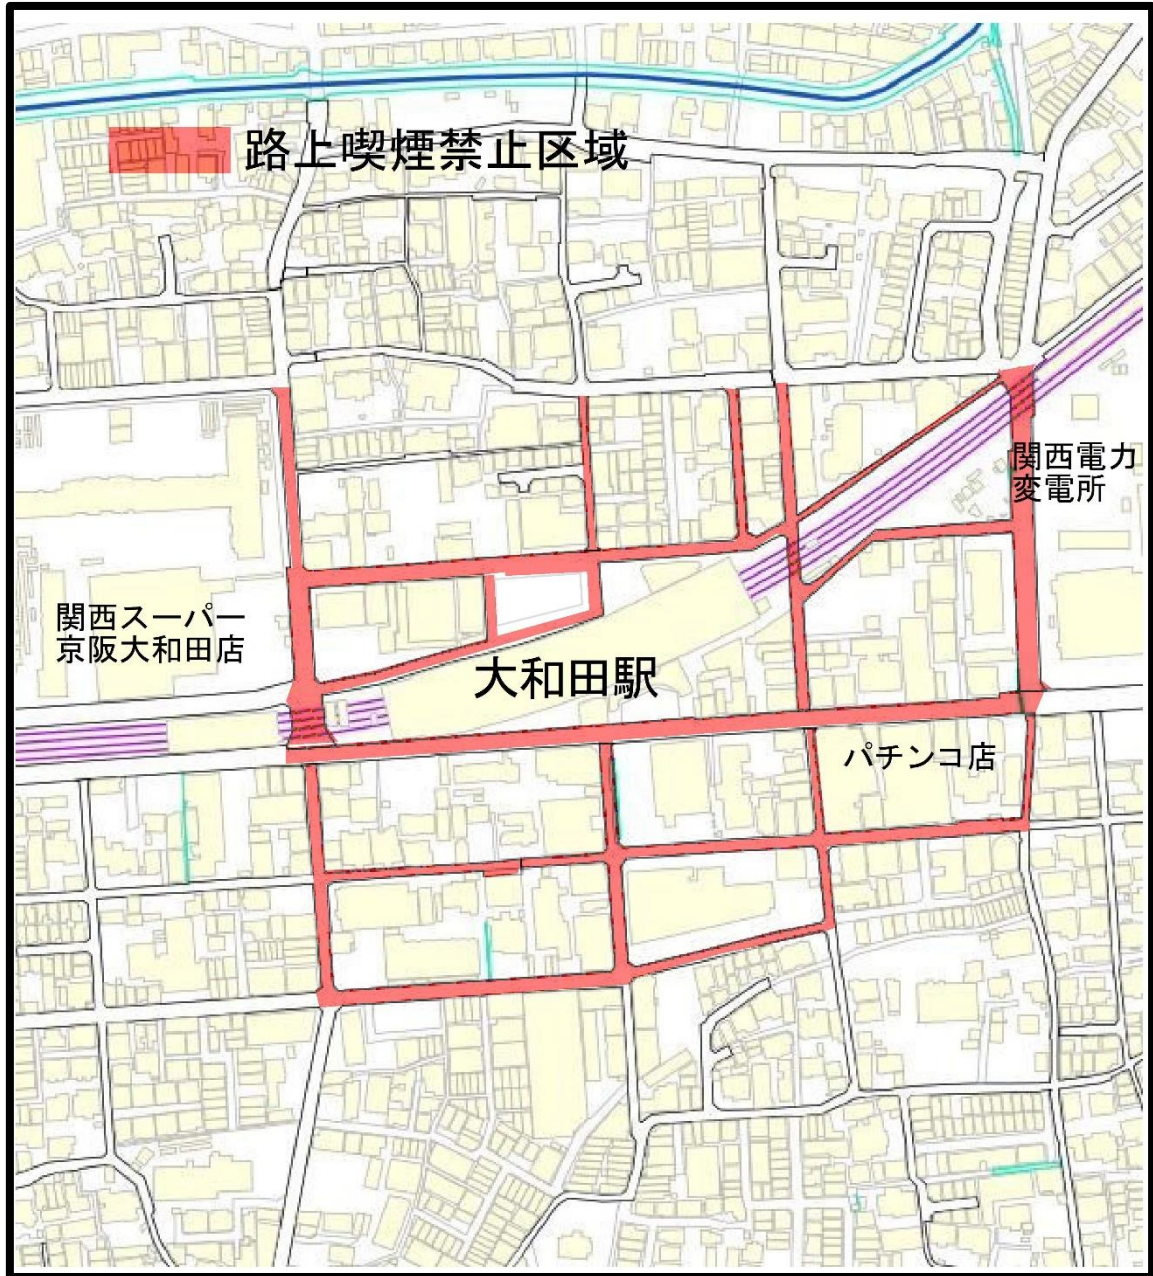 路上喫煙禁止区域
関西電力
変電所
関西スーパー
京阪大和田店
大和田駅
パチンコ店